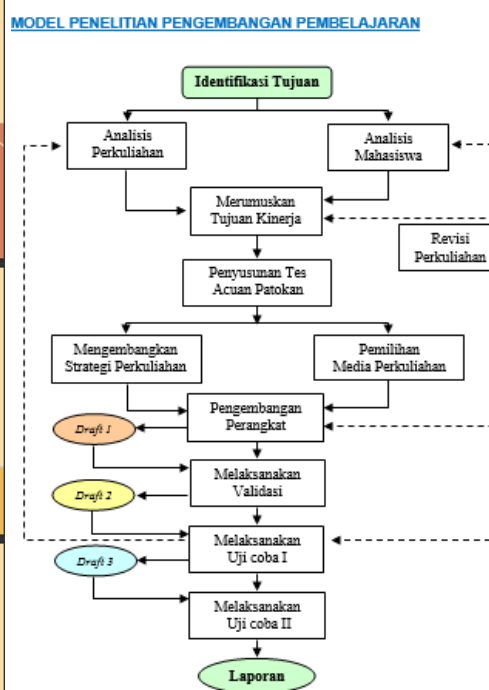 MODEL PENELITIAN PENGEMBANGAN PEMBELAJARAN
Identifikasi Tujuan
Analisis
Perkuliahan
Analisis
Mahasiswa
Merumuskan
Tujuan Kinerja
Revisi
Perkuliahan
Penyusunan Tes
Acuan Patokan
Mengembangkan
Strategi Perkuliahan
Pemilihan
Media Perkuliahan
Pengembangan
Perangkat
Draft 1
Melaksanakan
Validasi
Draft 2
Melaksanakan
Uji coba I
Draft 3
Melaksanakan
Uji coba II
Laporan